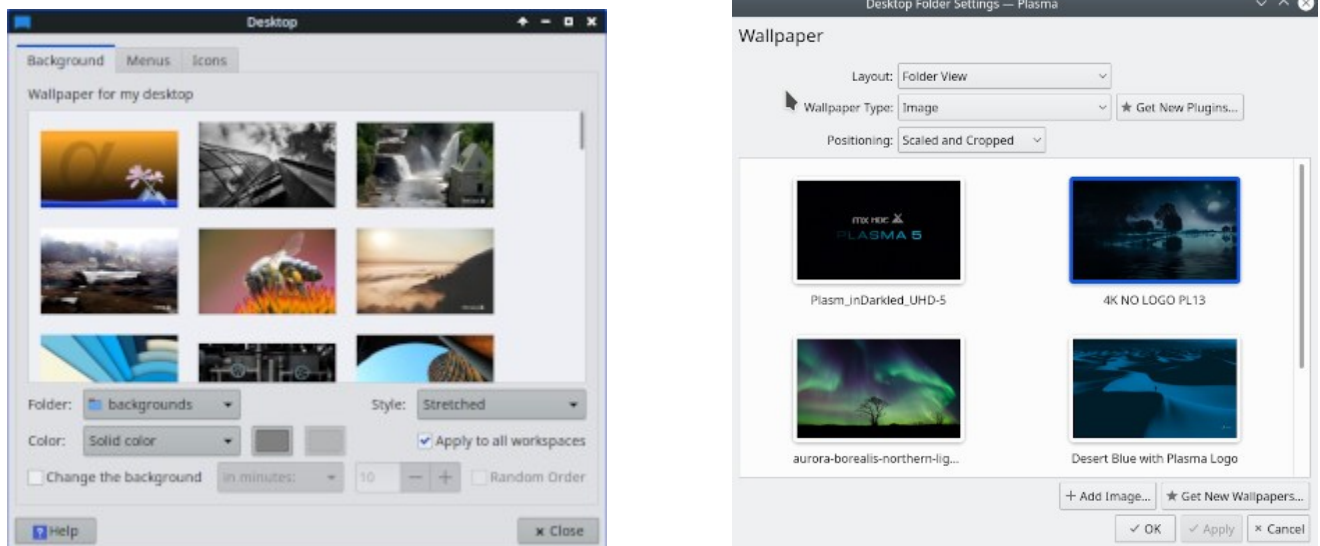 Desktop
Background Menus Icons
Wallpaper for my desktop
α
Folder: backgrounds Style: Stretched
Color: Solid color Apply to all workspaces
Change the background in minutes: 10 Random Order
? Help × Close
Desktop Folder Settings — Plasma
Wallpaper
Layout: Folder View
Wallpaper Type: Image ★ Get New Plugins...
Positioning: Scaled and Cropped
PLASMA 5
Plasm_inDarkled_UHD-5 4K NO LOGO PL13
aurora-borealis-northern-lig... Desert Blue with Plasma Logo
+ Add Image... ★ Get New Wallpapers...
✓ OK ✓ Apply × Cancel